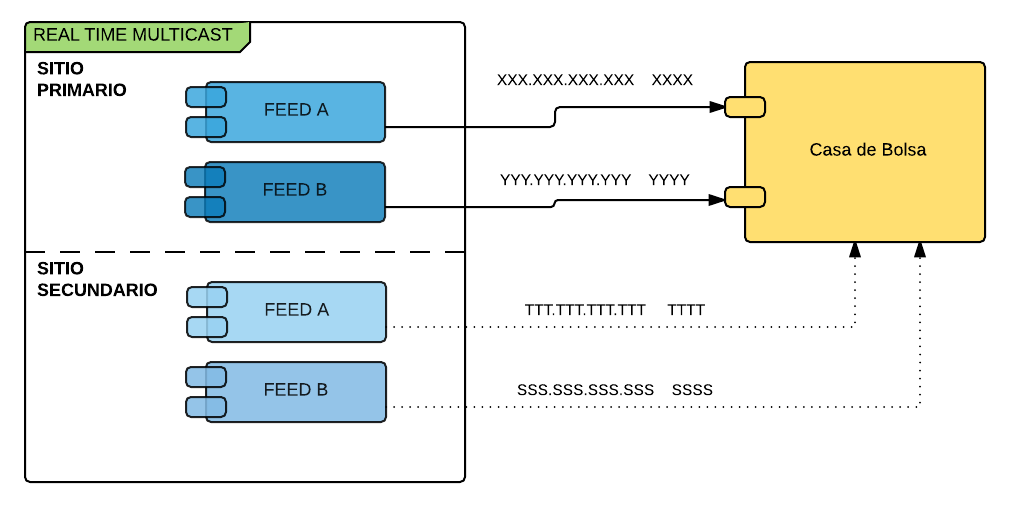 REAL TIME MULTICAST
SITIO
PRIMARIO
FEED A
XXX.XXX.XXX.XXX XXXX
FEED B
YYY.YYY.YYY.YYY YYYY
Casa de Bolsa
SITIO
SECUNDARIO
FEED A
TTT.TTT.TTT.TTT TTTT
FEED B
SSS.SSS.SSS.SSS SSSS